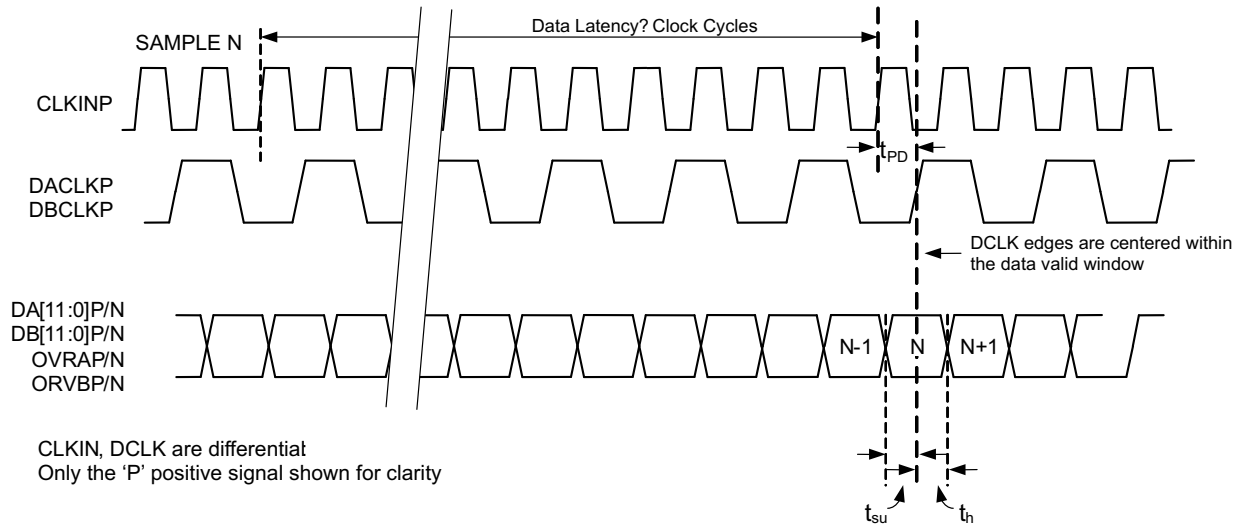 Data Latency? Clock Cycles
SAMPLE N
CLKINP
tPD
DACLKP
DBCLKP
DCLK edges are centered within
the data valid window
DA[11:0]P/N
DB[11:0]P/N
OVRAP/N
ORVBP/N
N-1 N N+1
CLKIN, DCLK are differential:
Only the ‘P’ positive signal shown for clarity
tsu th